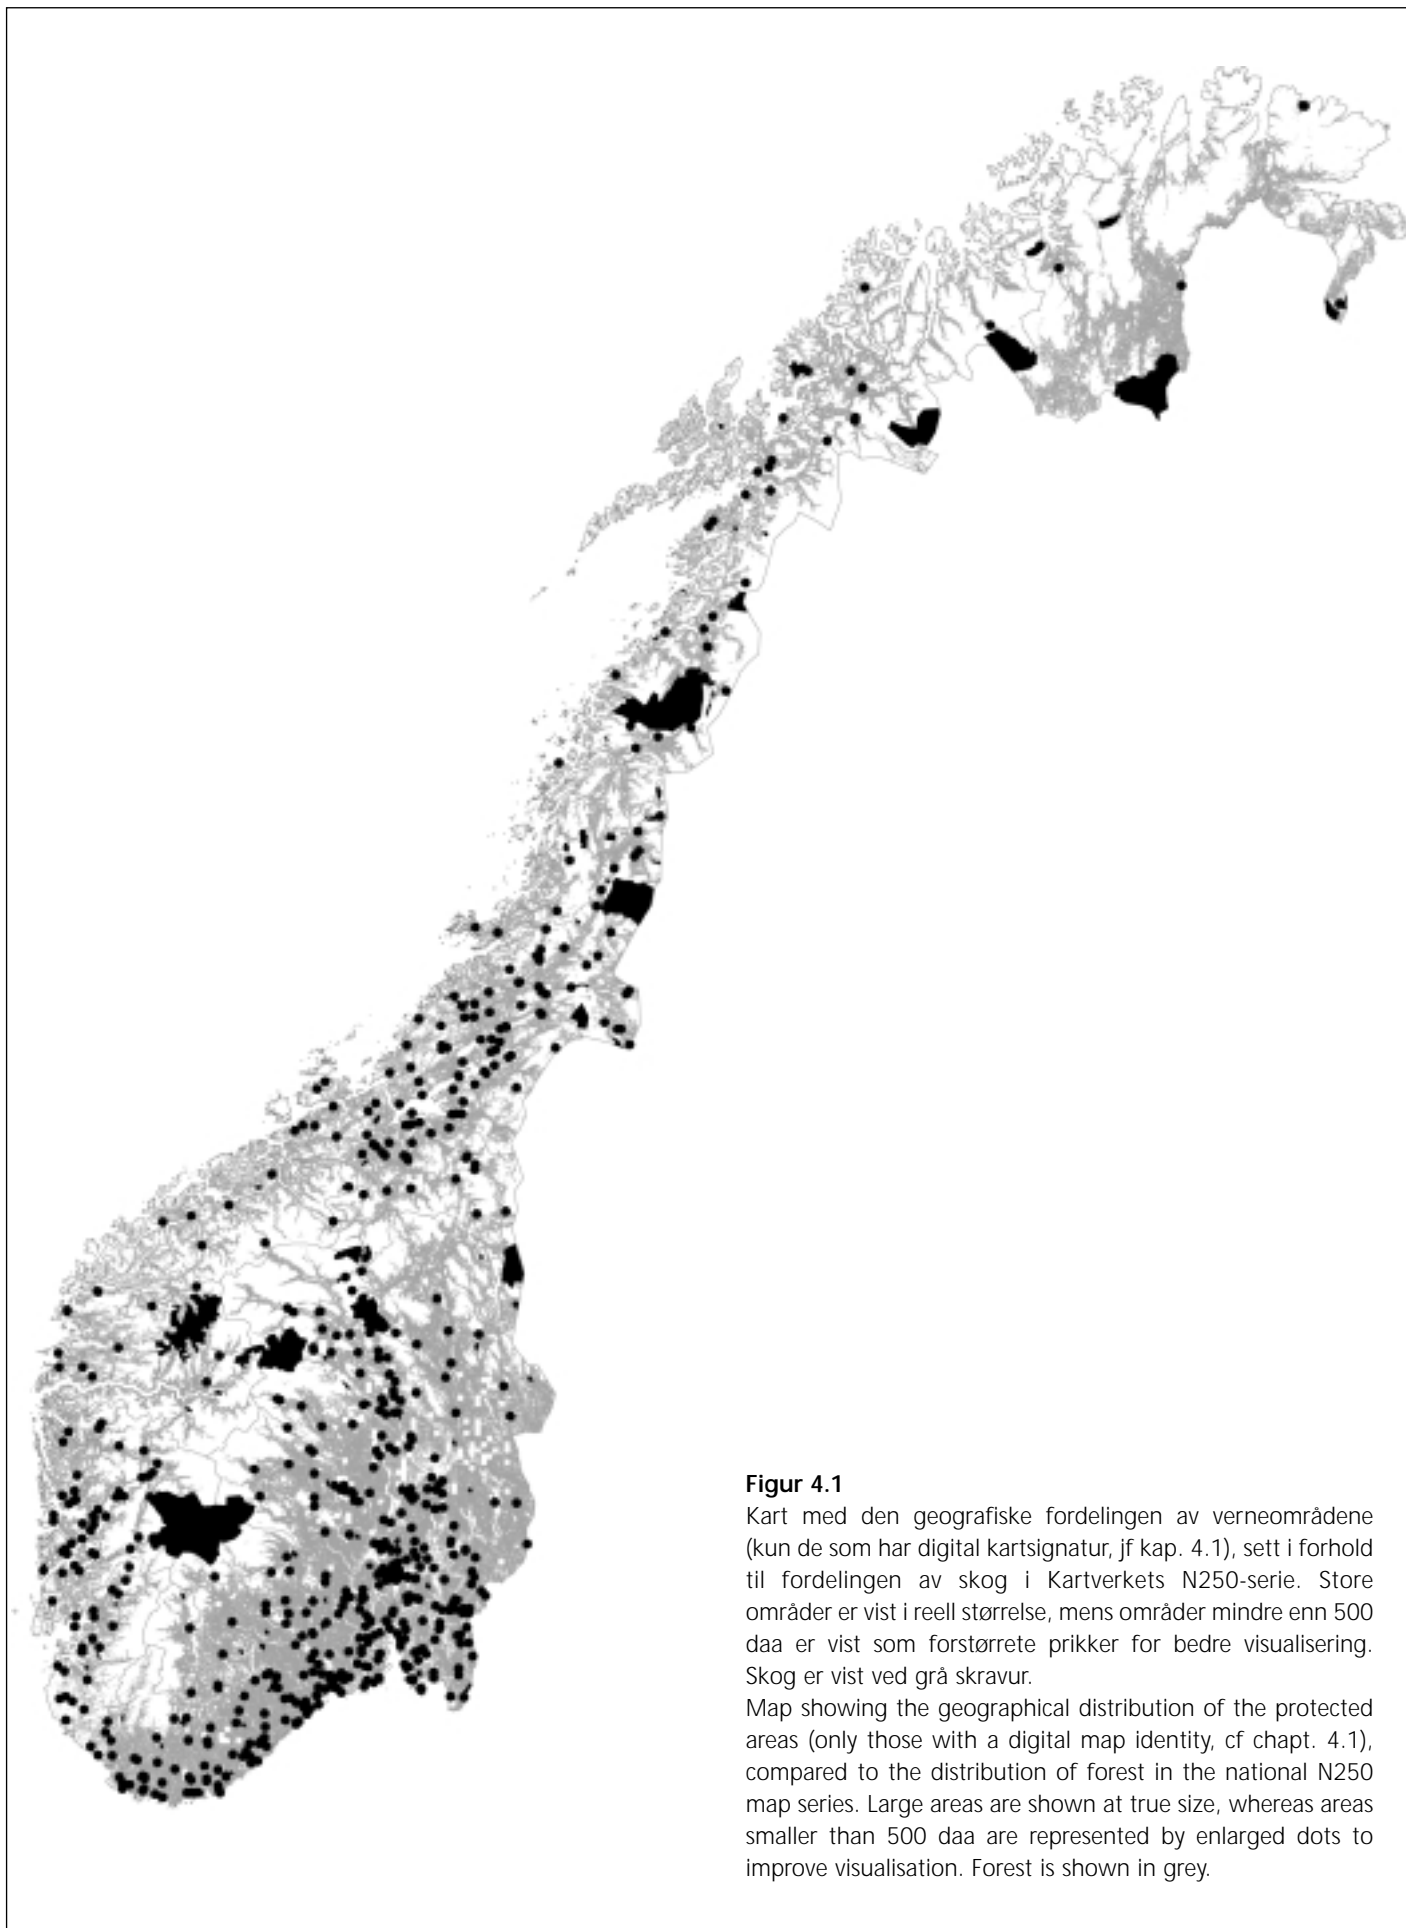 Figur 4.1
Kart med den geografiske fordelingen av verneområdene
(kun de som har digital kartsignatur, jf kap. 4.1), sett i forhold
til fordelingen av skog i Kartverkets N250-serie. Store
områder er vist i reell størrelse, mens områder mindre enn 500
daa er vist som forstørrete prikker for bedre visualisering.
Skog er vist ved grå skravur.
Map showing the geographical distribution of the protected
areas (only those with a digital map identity, cf chapt. 4.1),
compared to the distribution of forest in the national N250
map series. Large areas are shown at true size, whereas areas
smaller than 500 daa are represented by enlarged dots to
improve visualisation. Forest is shown in grey.